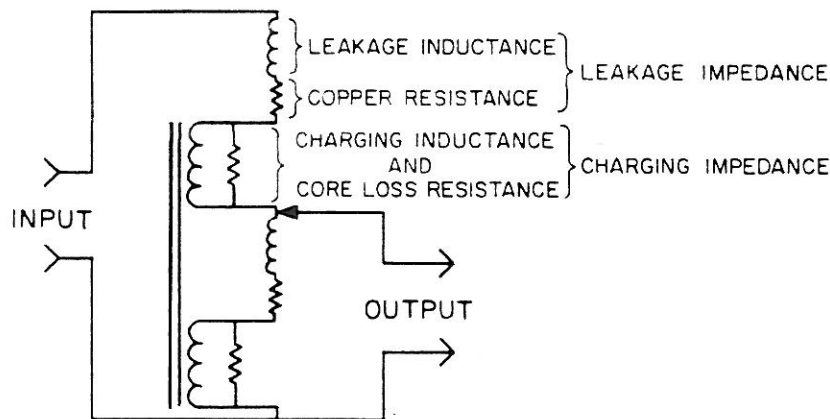 LEAKAGE INDUCTANCE
LEAKAGE IMPEDANCE
COPPER RESISTANCE
CHARGING INDUCTANCE
AND
CORE LOSS RESISTANCE
CHARGING IMPEDANCE
INPUT
OUTPUT